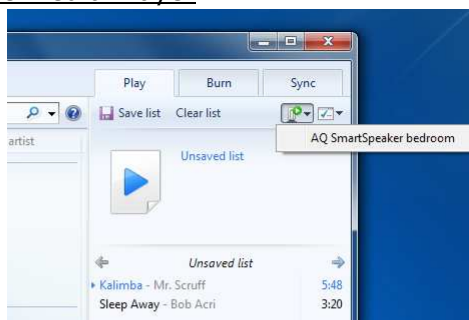 Play Burn Sync
Save list Clear list
AQ SmartSpeaker bedroom
artist
Unsaved list
Unsaved list
Kalimba - Mr. Scruff 5:48
Sleep Away - Bob Acri 3:20